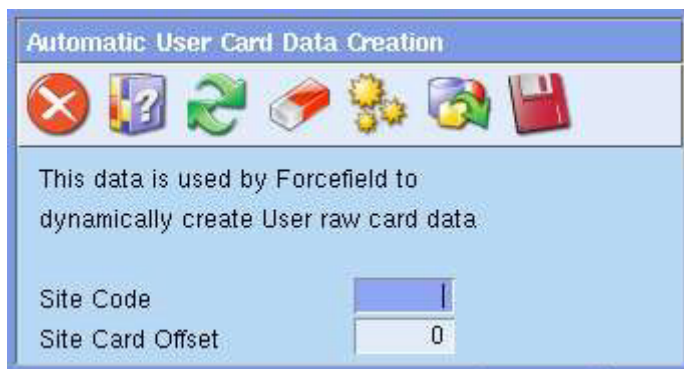 Automatic User Card Data Creation
This data is used by Forcefield to
dynamically create User raw card data
Site Code
Site Card Offset 0